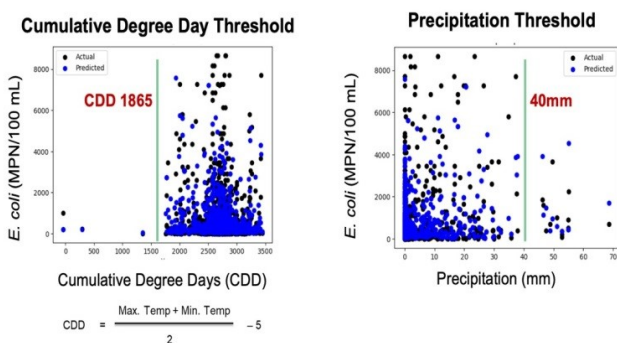 Cumulative Degree Day Threshold
Actual
Predicted
CDD 1865
E. coli (MPN/100 mL)
8000
6000
4000
2000
0
0 500 1000 1500 2000 2500 3000 3500
Cumulative Degree Days (CDD)
CDD = Max. Temp + Min. Temp
2
– 5
Precipitation Threshold
Actual
Predicted
40mm
E. coli (MPN/100 mL)
8000
6000
4000
2000
0
0 10 20 30 40 50 60 70
Precipitation (mm)